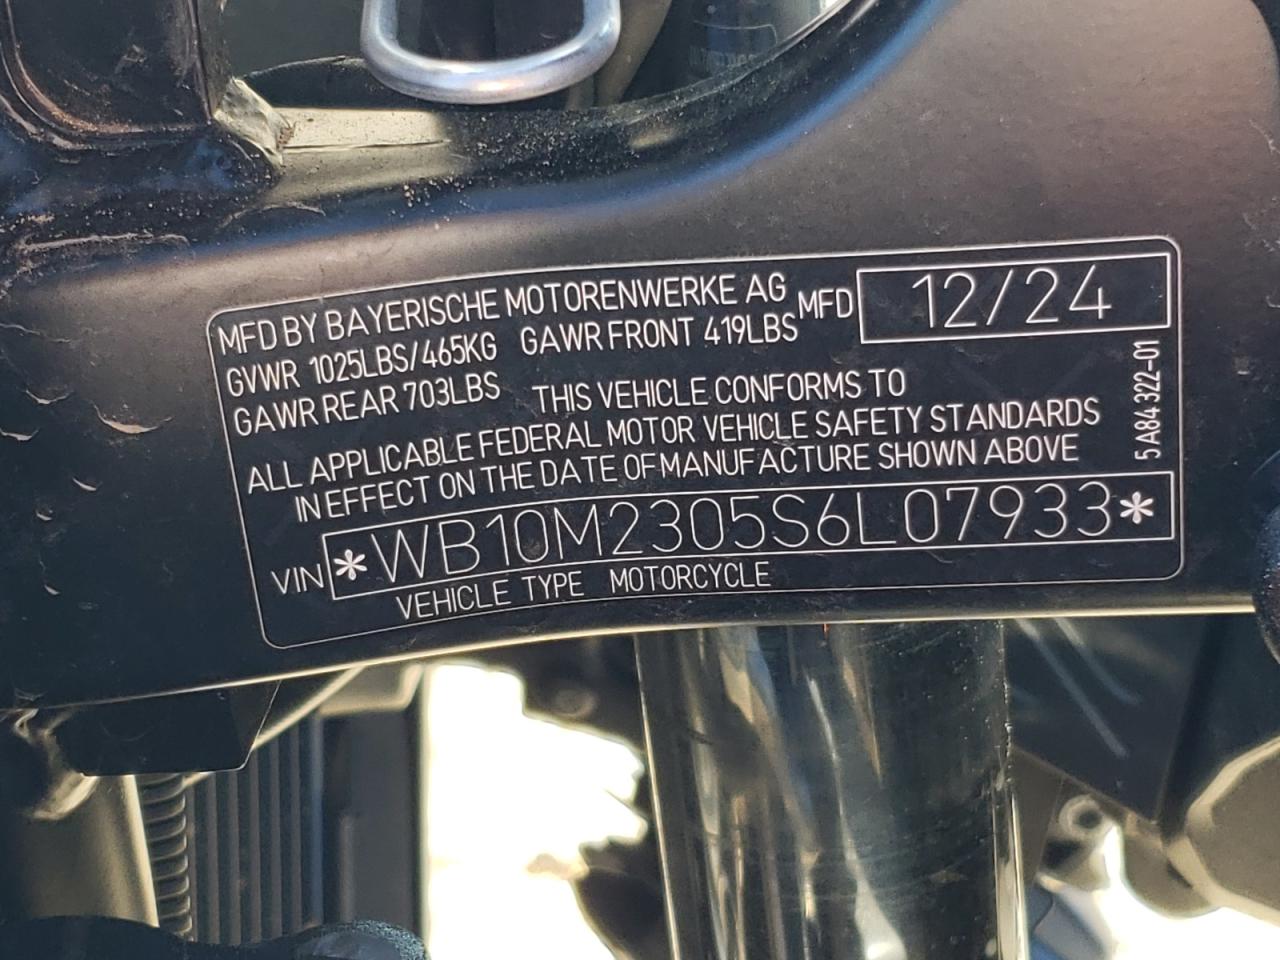 MFD BY BAYERISCHE MOTORENWERKE AG
MFD 12/24
GVWR 1025LBS/465KG GAWR FRONT 419LBS
GAWR REAR 703LBS THIS VEHICLE CONFORMS TO
ALL APPLICABLE FEDERAL MOTOR VEHICLE SAFETY STANDARDS
IN EFFECT ON THE DATE OF MANUFACTURE SHOWN ABOVE
5A84 322-01
VIN *WB10M2305S6L07933*
VEHICLE TYPE MOTORCYCLE